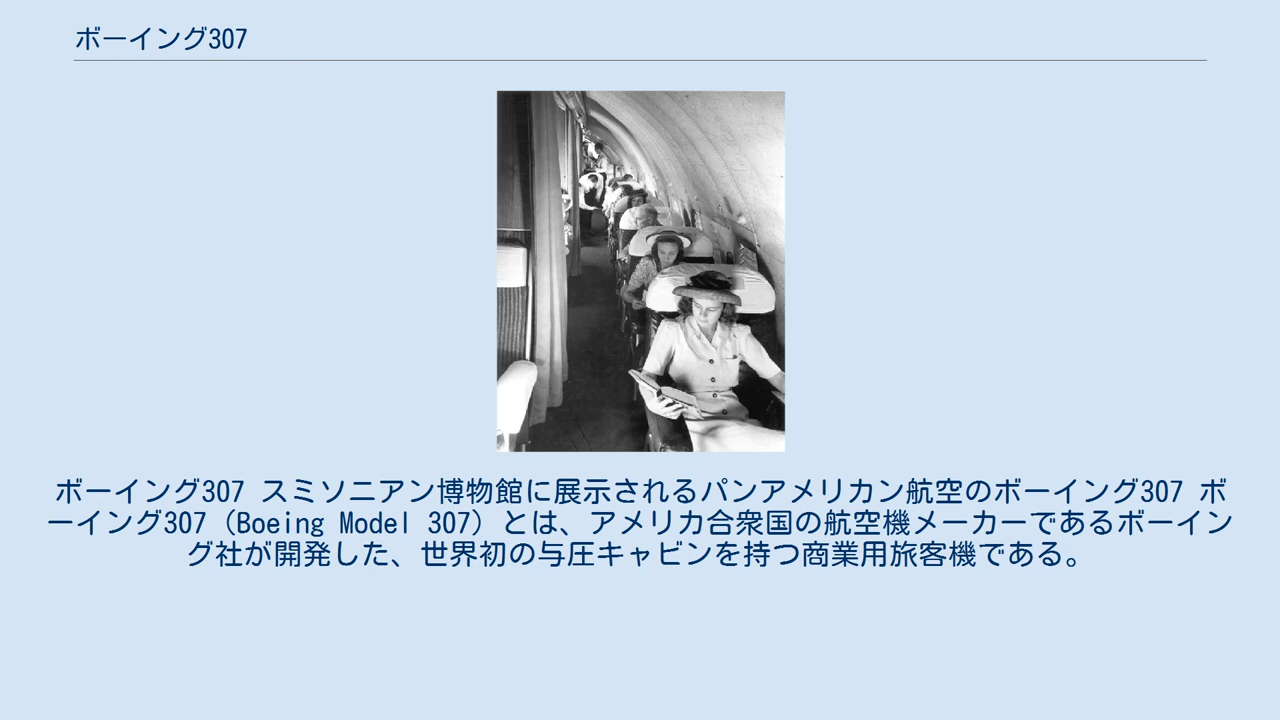 ボーイング307
ボーイング307 スミソニアン博物館に展示されるパンアメリカン航空のボーイング307 ボ
ーイング307（Boeing Model 307）とは、アメリカ合衆国の航空機メーカーであるボーイン
グ社が開発した、世界初の与圧キャビンを持つ商業用旅客機である。